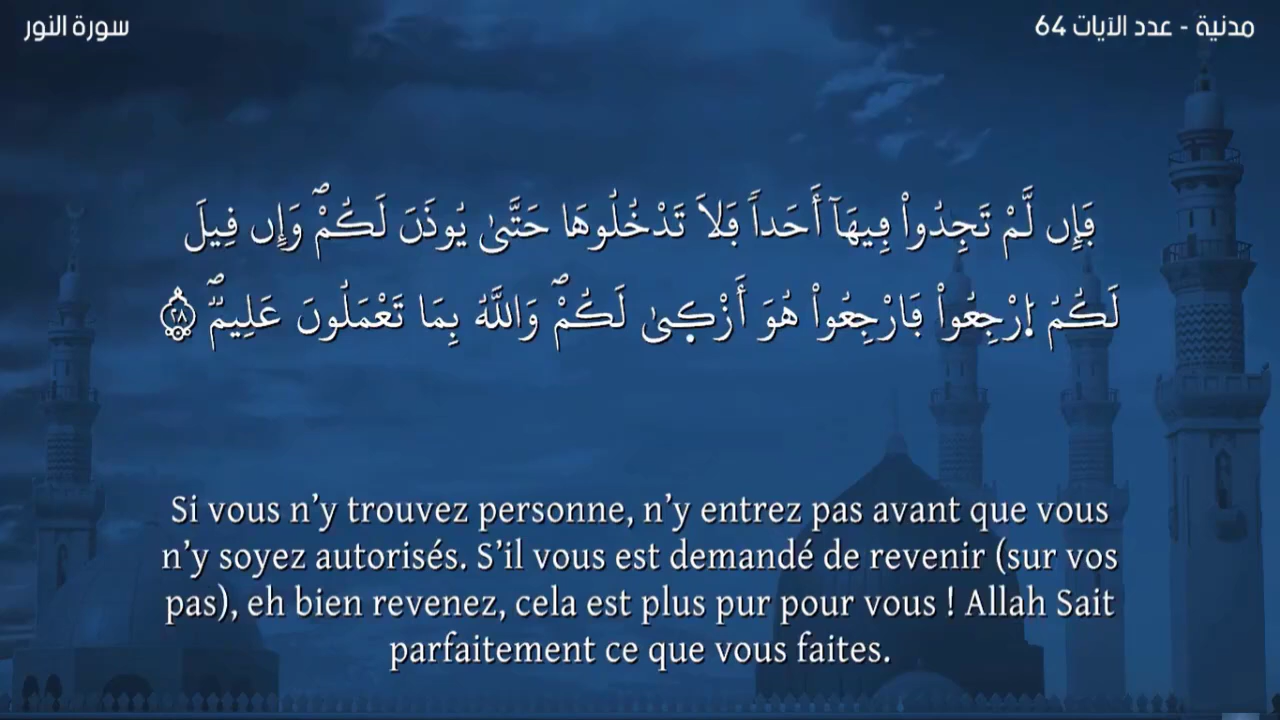 سورة النور
مدنية - عدد الآيات 64
فَإِن لَّمْ تَجِدُواْ فِيهَآ أَحَداٗ فَلَا تَدْخُلُوهَا حَتَّىٰ يُوذَنَ لَكُمْۖ وَإِن قِيلَ
لَكُمُ اُ۪رْجِعُواْ فَارْجِعُواْ هُوَ أَزْك۪ىٰ لَكُمْۖ وَاللَّهُ بِمَا تَعْمَلُونَ عَلِيمٞۖ ٢٨
Si vous n’y trouvez personne, n’y entrez pas avant que vous
n’y soyez autorisés. S’il vous est demandé de revenir (sur vos
pas), eh bien revenez, cela est plus pur pour vous ! Allah Sait
parfaitement ce que vous faites.